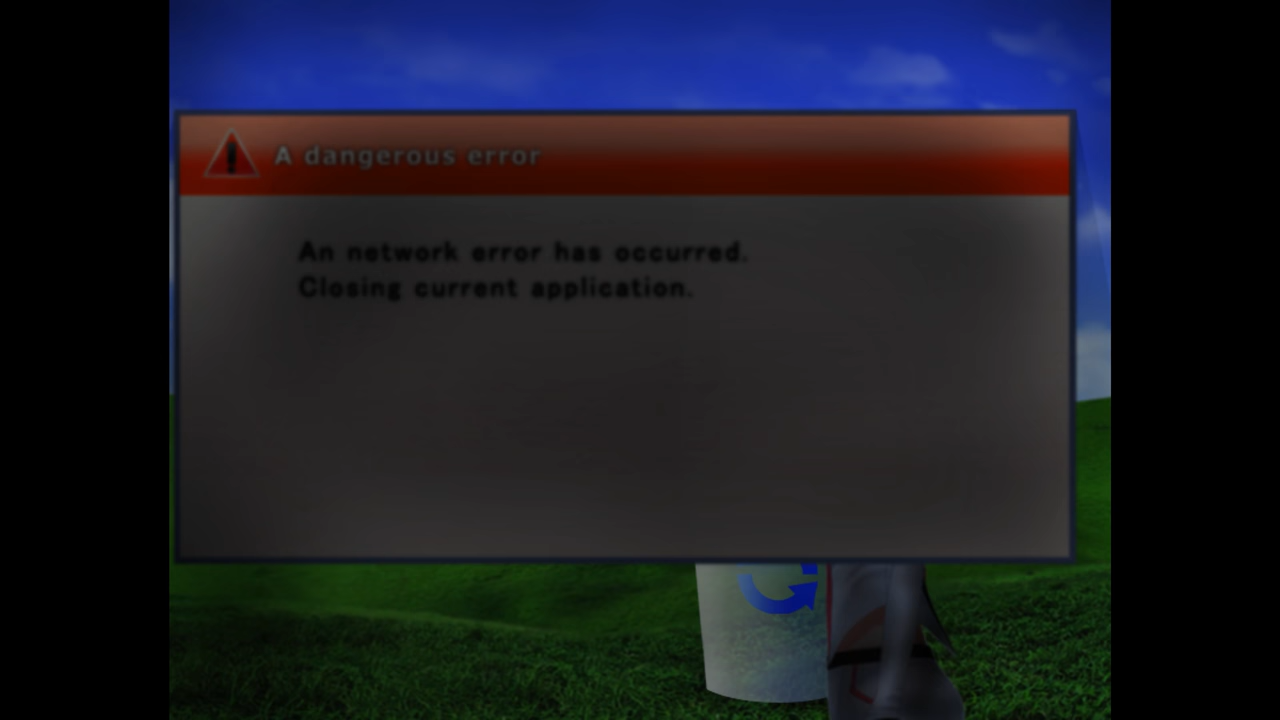 A dangerous error
An network error has occurred.
Closing current application.